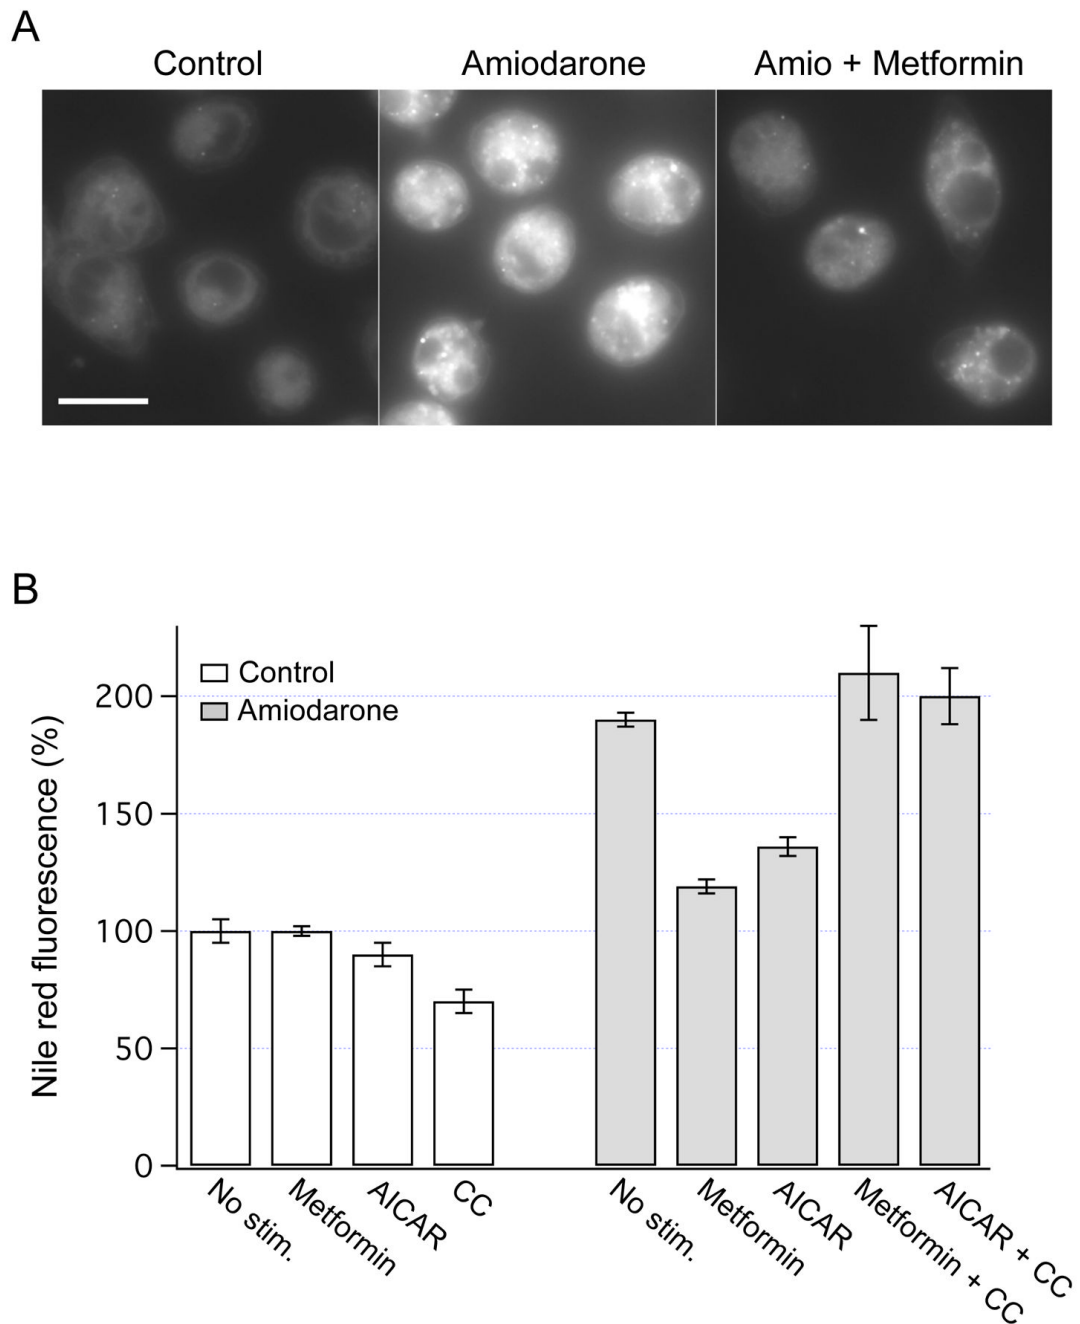 A
Control
Amiodarone
Amio + Metformin
B
Control
Amiodarone
Nile red fluorescence (%)
200
150
100
50
0
No stim.
Metformin
AICAR
CC
No stim.
Metformin
AICAR
Metformin + CC
AICAR + CC